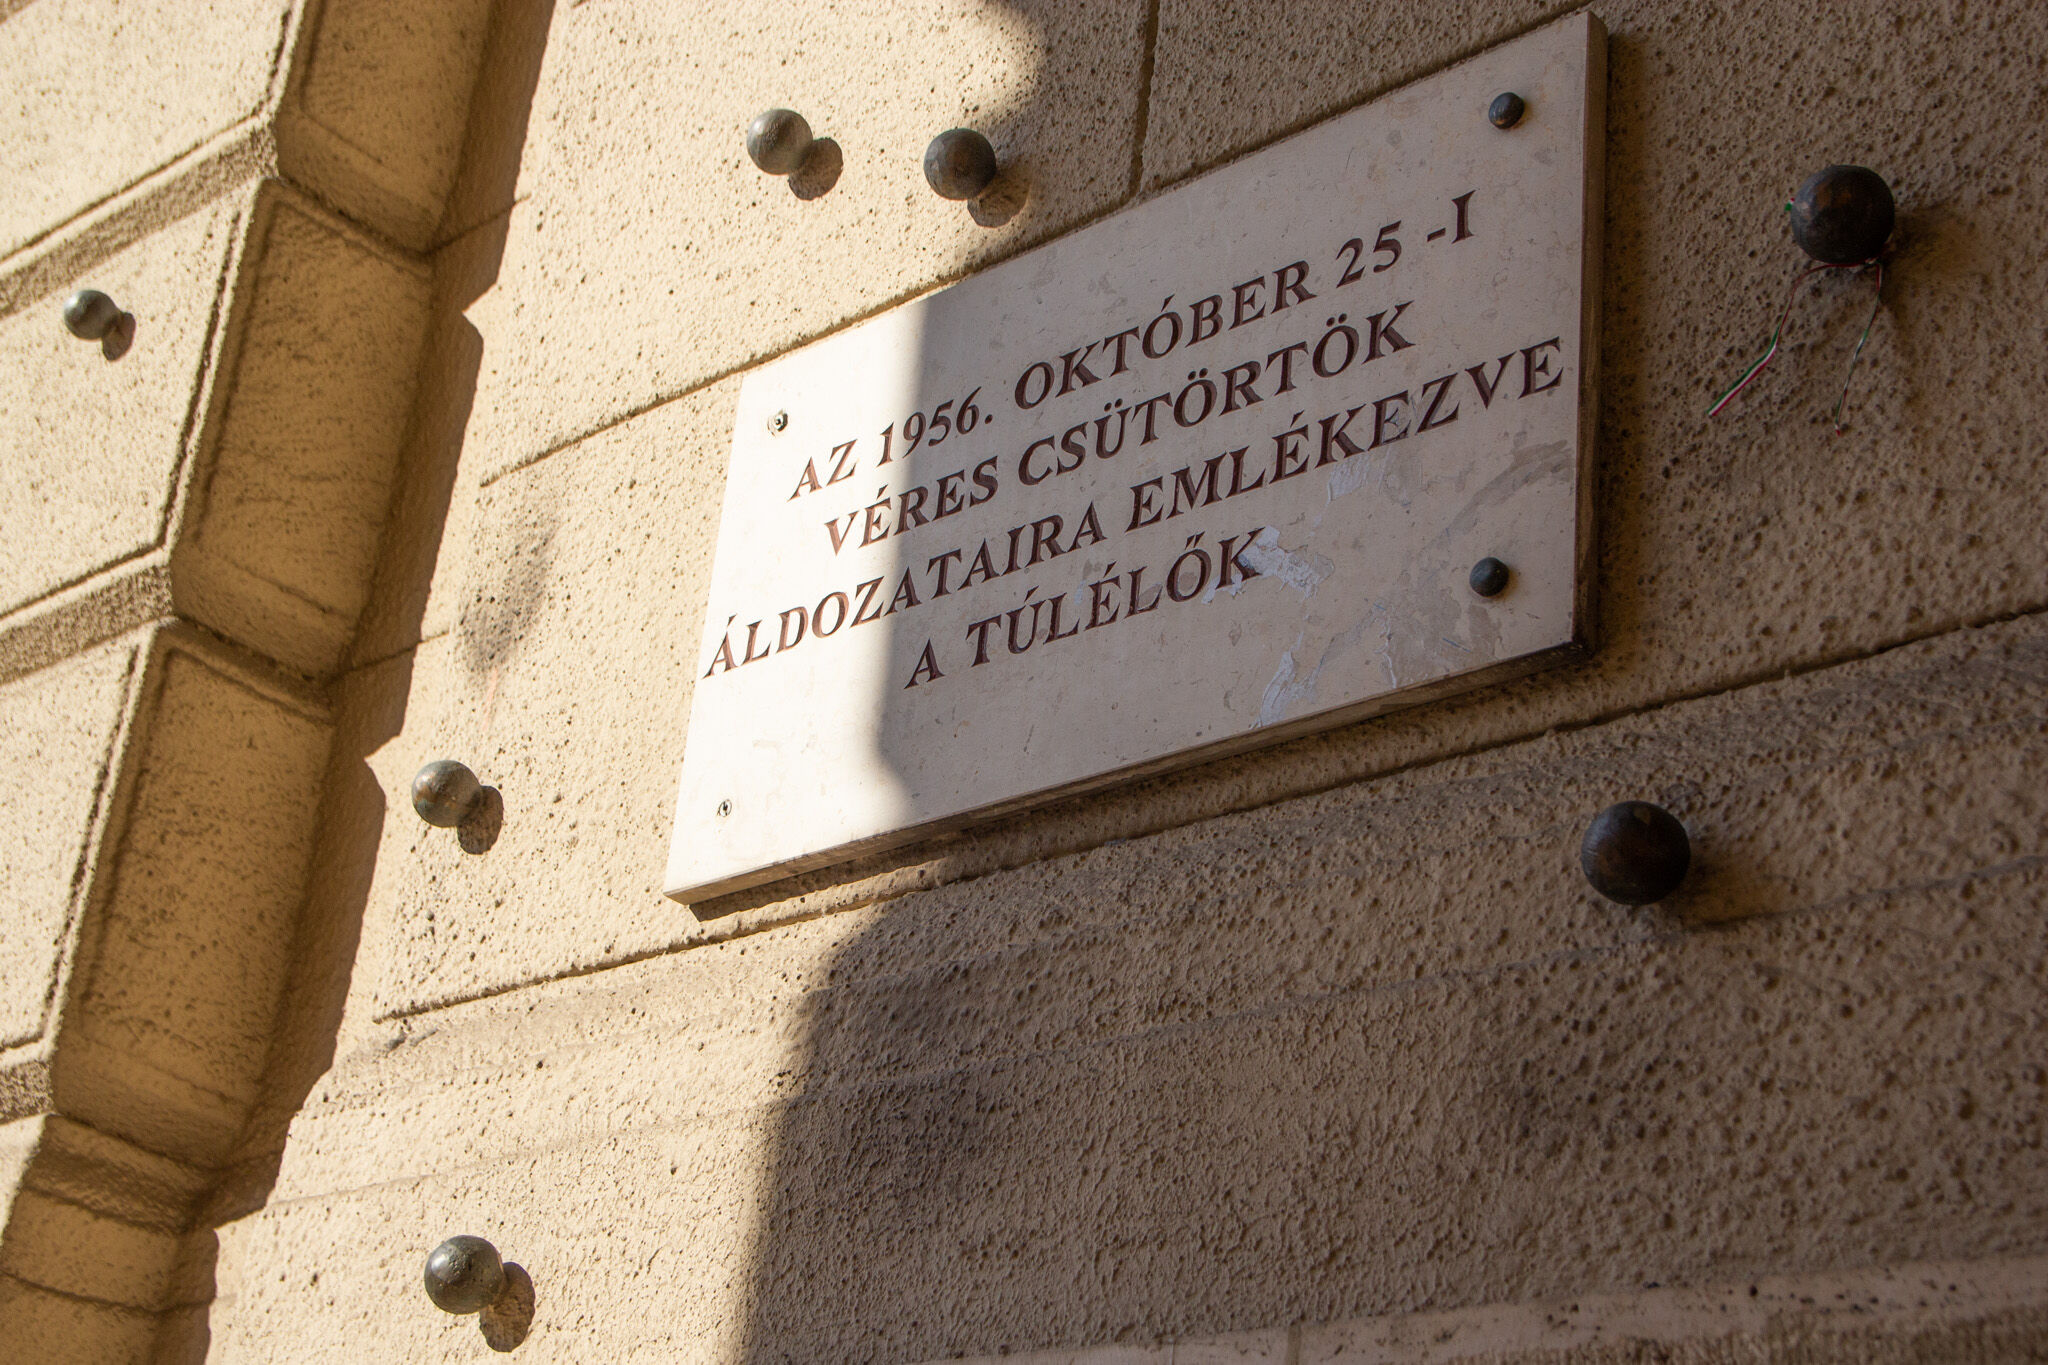 AZ 1956. OKTÓBER 25 -I
VÉRES CSÜTÖRTÖK
ÁLDOZATAIRA EMLÉKEZVE
A TÚLÉLŐK